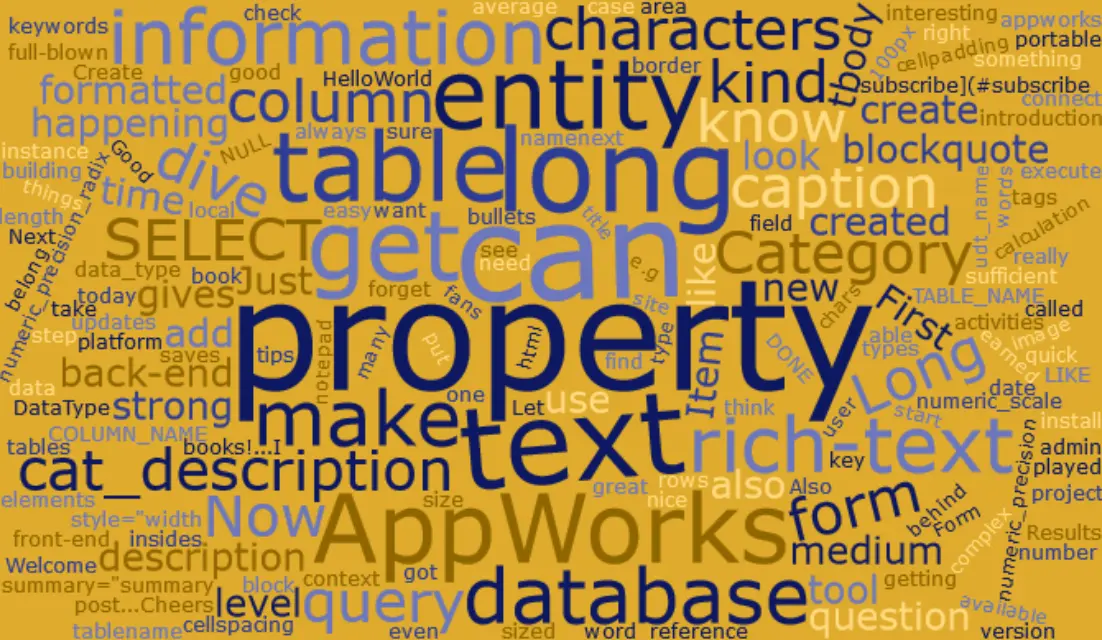 keywords
information
check
average
case
area
characters
tbody
interesting
appworks
full-blown
right
portable
100px
cellpadding
something
Create
good
HelloWorld
border
kind
subscribe](#subscribe
formatted
column
entity
know
create
connect
introduction
happening
always
sure
namenext
look
blockquote
instance
Good
NULL
table
long
building
dive
caption
execute
things
time
local
easy
want
bullets
title
field
created
udt_name
words
tags
length
numeric_precision_radix
SELECT
get
can
see
need
e.g
like
Category
calculation
really
Next
belong
data_type
book
Just
sufficient
today
gives
forget
fans
site
new
chars
First
TABLE_NAME
take
updates
add
property
called
step
platform
saves
tips
notepad
many
put
html
find
type
Item
DONE
able
types
activities
earned
image
quick
data
back-end
Long
LIKE
DataType
strong
make
one
Let
use
think
user
start
date
numeric_scale
install
COLUMN_NAME
tables
books!...I
text
rich-text
key
admin
cat_description
played
elements
size
great
rows
nice
also
Also
form
behind
Form
numeric_precision
project
style="width
Now
AppWorks
complex
Results
front-end
insides
description
medium
number
Welcome
summary="summary
block
context
got
database
tool
getting
post...Cheers
level
query
question
available
tablename
cellspacing
even
sized
word
reference
version